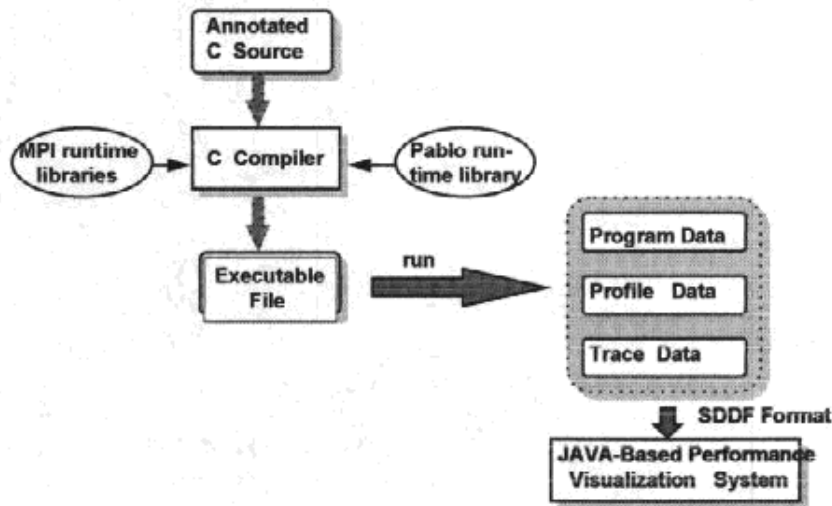 Annotated
C Source
MPI runtime
libraries
C Compiler
Pablo run-
time library
Executable
File
run
Program Data
Profile Data
Trace Data
SDDF Format
JAVA-Based Performance
Visualization System